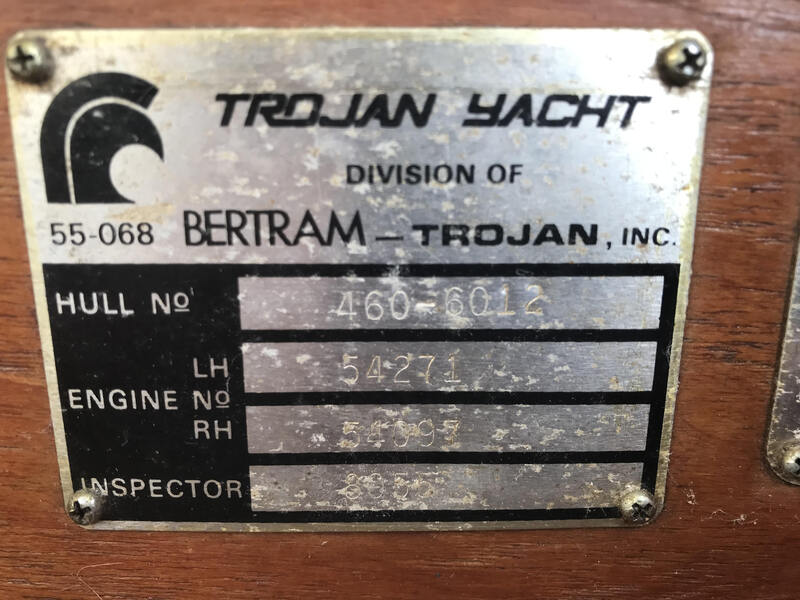 TROJAN YACHT
DIVISION OF
55-068 BERTRAM – TROJAN, INC.
HULL Nº 460-6012
LH 54271
ENGINE Nº
RH
INSPECTOR